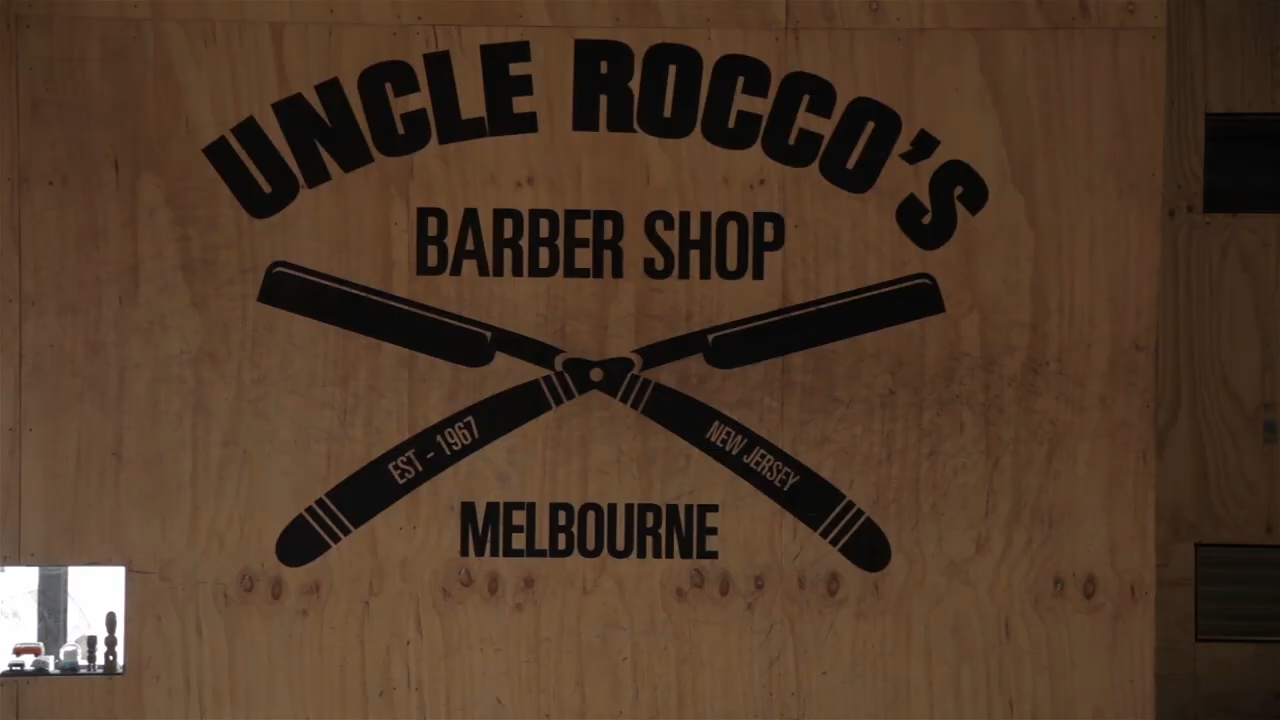 UNCLE ROCCO'S
BARBER SHOP
EST - 1967
NEW JERSEY
MELBOURNE